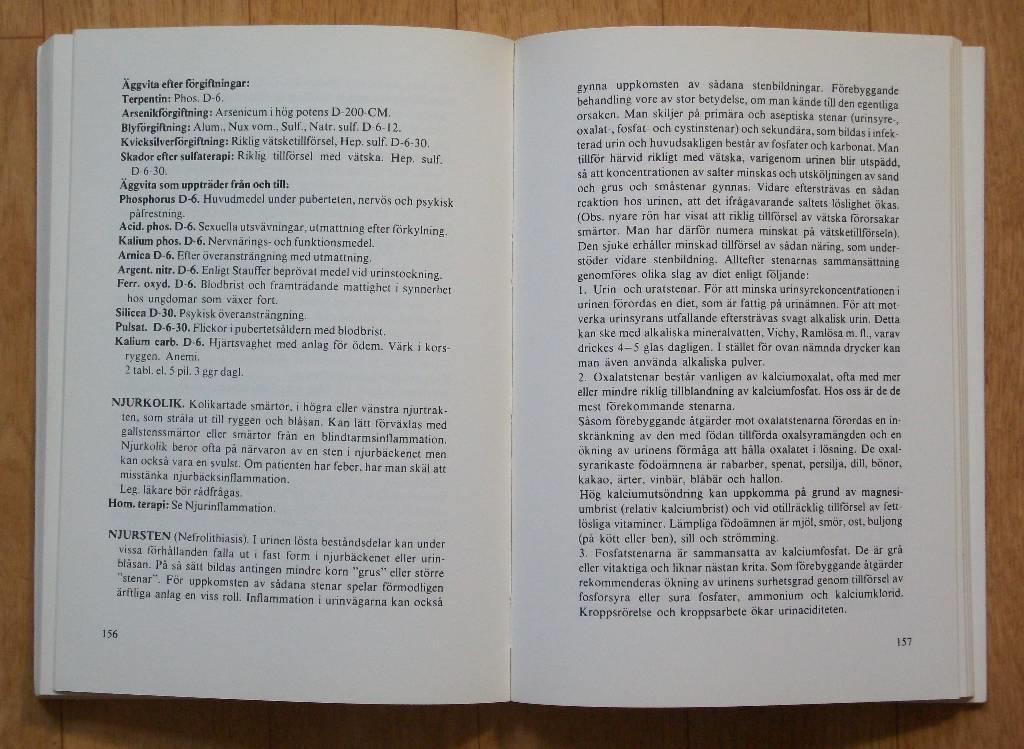 Äggvita efter förgiftningar:
Terpentin: Phos. D-6.
Arsenikförgiftning: Arsenicum i hög potens D-200-CM.
Blyförgiftning: Alum., Nux vom., Sulf., Natr. sulf. D-6-12.
Kvicksilverförgiftning: Riklig vätsketillförsel, Hep. sulf. D-6-30.
Skador efter sulfaterapi: Riklig tillförsel med vätska. Hep. sulf.
D-6-30.
Äggvita som uppträder från och till:
Phosphorus D-6. Huvudmedel under puberteten, nervös och psykisk
påfrestning.
Acid. phos. D-6. Sexuella utsvävningar, utmattning efter förkylning.
Kalium phos. D-6. Nervnärings- och funktionsmedel.
Arnica D-6. Efter överansträngning med utmattning.
Argent. nitr. D-6. Enligt Stauffer beprövat medel vid urinstockning.
Ferr. oxyd. D-6. Blodbrist och framträdande mattighet i synnerhet
hos ungdomar som växer fort.
Silicea D-30. Psykisk överansträngning.
Pulsat. D-6-30. Flickor i pubertetsåldern med blodbrist.
Kalium carb. D-6. Hjärtsvaghet med anlag för ödem. Värk i kors-
ryggen. Anemi.
2 tabl. el. 5 pil. 3 ggr dagl.
NJURKOLIK. Kolikartade smärtor, i högra eller vänstra njurtrak-
ten, som stråla ut till ryggen och blåsan. Kan lätt förväxlas med
gallstenssmärtor eller smärtor från en blindtarmsinflammation.
Njurkolik beror ofta på närvaron av en sten i njurbäckenet men
kan också vara en svulst. Om patienten har feber, har man skäl att
misstänka njurbäcksinflammation.
Leg. läkare bör rådfrågas.
Hom. terapi: Se Njurinflammation.
NJURSTEN (Nefrolithiasis). I urinen lösta beståndsdelar kan under
vissa förhållanden falla ut i fast form i njurbäckenet eller urin-
blåsan. På så sätt bildas antingen mindre korn "grus" eller större
"stenar". För uppkomsten av sådana stenar spelar förmodligen
ärftliga anlag en viss roll. Inflammation i urinvägarna kan också
156
gynna uppkomsten av sådana stenbildningar. Förebyggande
behandling vore av stor betydelse, om man kände till den egentliga
orsaken. Man skiljer på primära och aseptiska stenar (urinsyre-,
oxalat-, fosfat- och cystinstenar) och sekundära, som bildas i infek-
terad urin och huvudsakligen består av fosfater och karbonat. Man
tillför härvid rikligt med vätska, varigenom urinen blir utspädd,
så att koncentrationen av salter minskas och utsköljningen av sand
och grus och småstenar gynnas. Vidare eftersträvas en sådan
reaktion hos urinen, att det ifrågavarande saltets löslighet ökas.
(Obs. nyare rön har visat att riklig tillförsel av vätska förorsakar
smärtor. Man har därför numera minskat på vätsketillförseln).
Den sjuke erhåller minskad tillförsel av sådan näring, som under-
stöder vidare stenbildning. Alltefter stenarnas sammansättning
genomföres olika slag av diet enligt följande:
1. Urin och uratstenar. För att minska urinsyrekoncentrationen i
urinen förordas en diet, som är fattig på urinämnen. För att mot-
verka urinsyrans utfallande eftersträvas svagt alkalisk urin. Detta
kan ske med alkaliska mineralvatten, Vichy, Ramlösa m. fl., varav
drickes 4—5 glas dagligen. I stället för ovan nämnda drycker kan
man även använda alkaliska pulver.
2. Oxalatstenar består vanligen av kalciumoxalat, ofta med mer
eller mindre riklig tillblandning av kalciumfosfat. Hos oss är de de
mest förekommande stenarna.
Såsom förebyggande åtgärder mot oxalatstenarna förordas en in-
skränkning av den med födan tillförda oxalsyramängden och en
ökning av urinens förmåga att hålla oxalatet i lösning. De oxal-
syrarikaste födoämnena är rabarber, spenat, persilja, dill, bönor,
kakao, ärter, vinbär, blåbär och hallon.
Hög kalciumutsöndring kan uppkomma på grund av magnesi-
umbrist (relativ kalciumbrist) och vid otillräcklig tillförsel av fett-
lösliga vitaminer. Lämpliga födoämnen är mjöl, smör, ost, buljong
(på kött eller ben), sill och strömming.
3. Fosfatstenarna är sammansatta av kalciumfosfat. De är grå
eller vitaktiga och liknar nästan krita. Som förebyggande åtgärder
rekommenderas ökning av urinens surhetsgrad genom tillförsel av
fosforsyra eller sura fosfater, ammonium och kalciumklorid.
Kroppsrörelse och kroppsarbete ökar urinaciditeten.
157